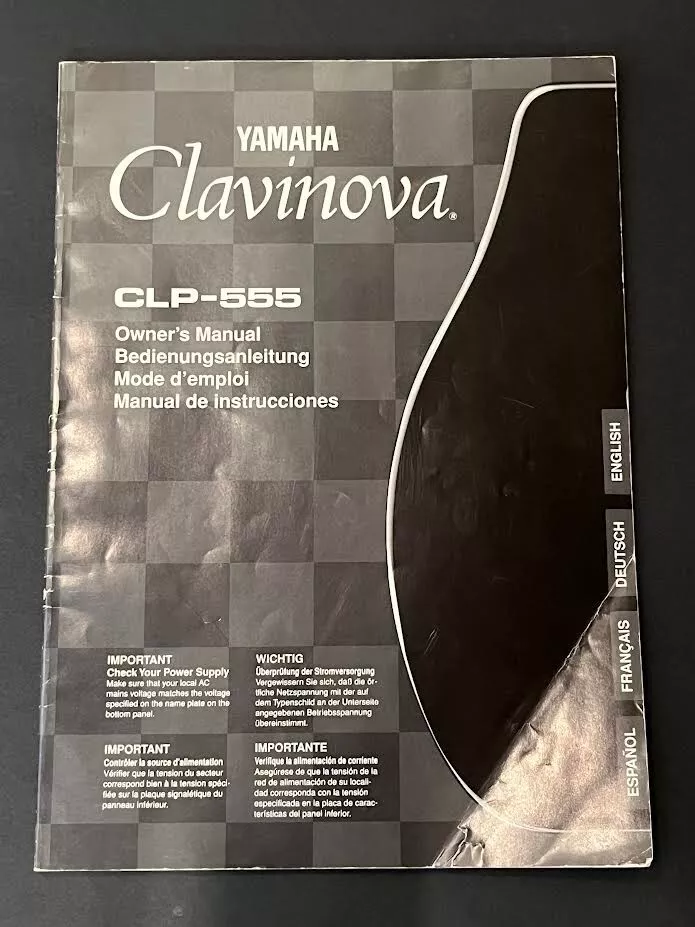 YAMAHA
Clavinova®
CLP-555
Owner's Manual
Bedienungsanleitung
Mode d'emploi
Manual de instrucciones
ENGLISH
DEUTSCH
FRANÇAIS
ESPAÑOL
IMPORTANT
Check Your Power Supply
Make sure that your local AC
mains voltage matches the voltage
specified on the name plate on the
bottom panel.
WICHTIG
Überprüfung der Stromversorgung
Vergewissern Sie sich, daß die ört-
liche Netzspannung mit der auf
dem Typenschild an der Unterseite
angegebenen Betriebsspannung
übereinstimmt.
IMPORTANT
Contrôler la source d'alimentation
Vérifier que la tension du secteur
correspond bien à la tension spéci-
fiée sur la plaque signalétique du
panneau inférieur.
IMPORTANTE
Verifique la alimentación de corriente
Asegúrese de que la tensión de la
red de alimentación de su locali-
dad corresponda con la tensión
especificada en la placa de carac-
terísticas del panel inferior.